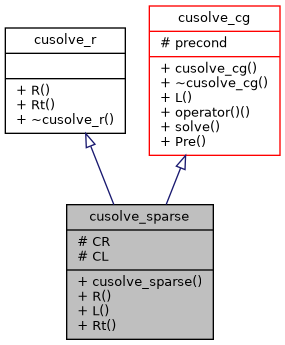 cusolve_r
+ R()
+ Rt()
+ ~cusolve_r()
cusolve_cg
# precond
+ cusolve_cg()
+ ~cusolve_cg()
+ L()
+ operator()()
+ solve()
+ Pre()
cusolve_sparse
# CR
# CL
+ cusolve_sparse()
+ R()
+ L()
+ Rt()